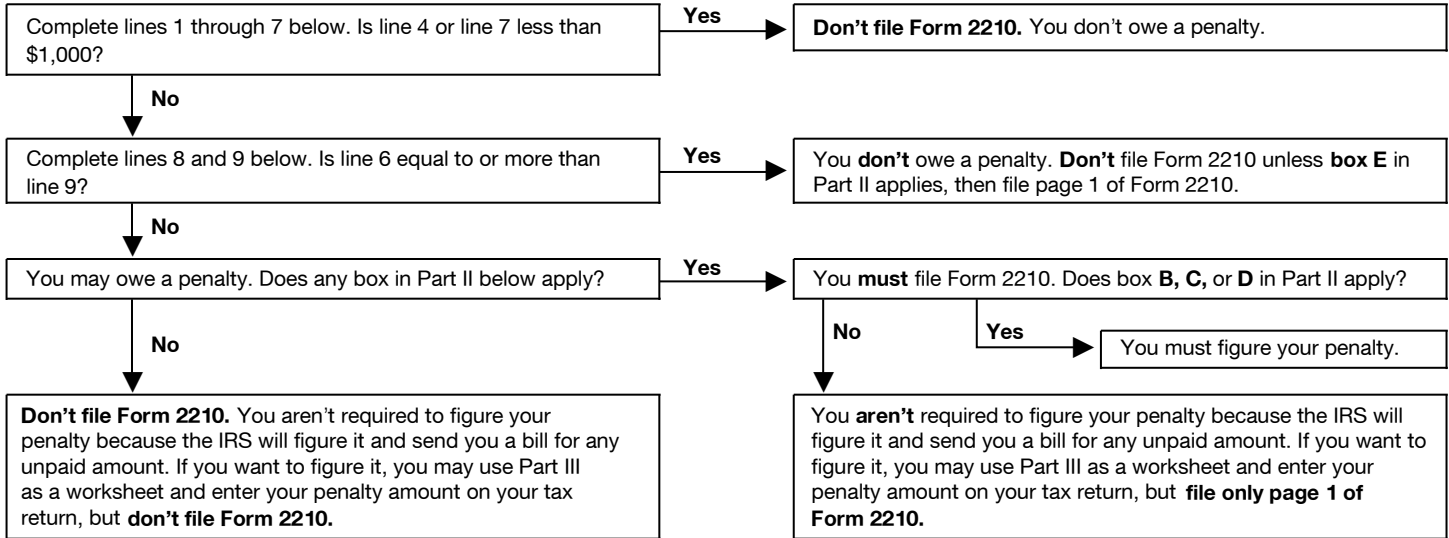 Complete lines 1 through 7 below. Is line 4 or line 7 less than
$1,000?
Yes
Don't file Form 2210. You don't owe a penalty.
No
Complete lines 8 and 9 below. Is line 6 equal to or more than
line 9?
Yes
You don't owe a penalty. Don't file Form 2210 unless box E in
Part II applies, then file page 1 of Form 2210.
No
You may owe a penalty. Does any box in Part II below apply?
Yes
You must file Form 2210. Does box B, C, or D in Part II apply?
No
Yes
You must figure your penalty.
No
Don't file Form 2210. You aren't required to figure your
penalty because the IRS will figure it and send you a bill for any
unpaid amount. If you want to figure it, you may use Part III
as a worksheet and enter your penalty amount on your tax
return, but don't file Form 2210.
You aren't required to figure your penalty because the IRS will
figure it and send you a bill for any unpaid amount. If you want to
figure it, you may use Part III as a worksheet and enter your
penalty amount on your tax return, but file only page 1 of
Form 2210.